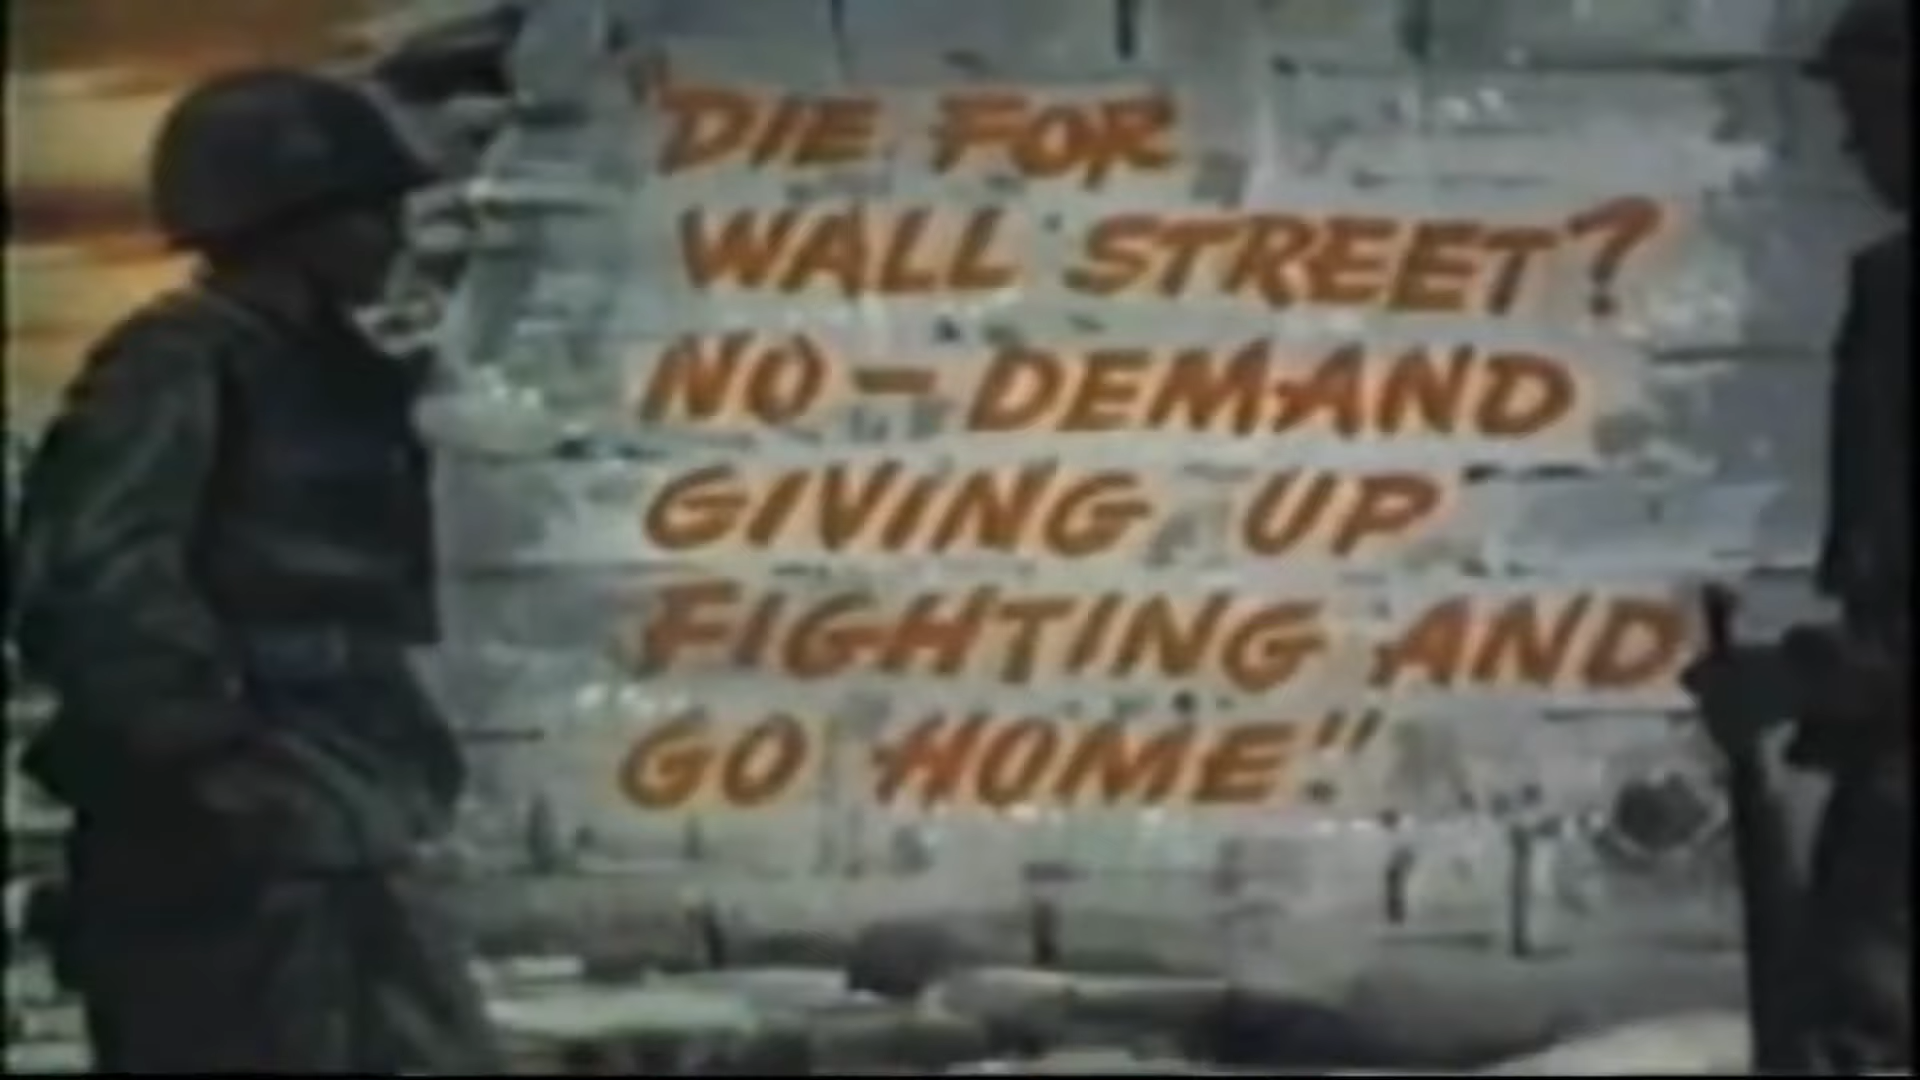 "DIE FOR
WALL STREET?
NO - DEMAND
GIVING UP
FIGHTING AND
GO HOME."